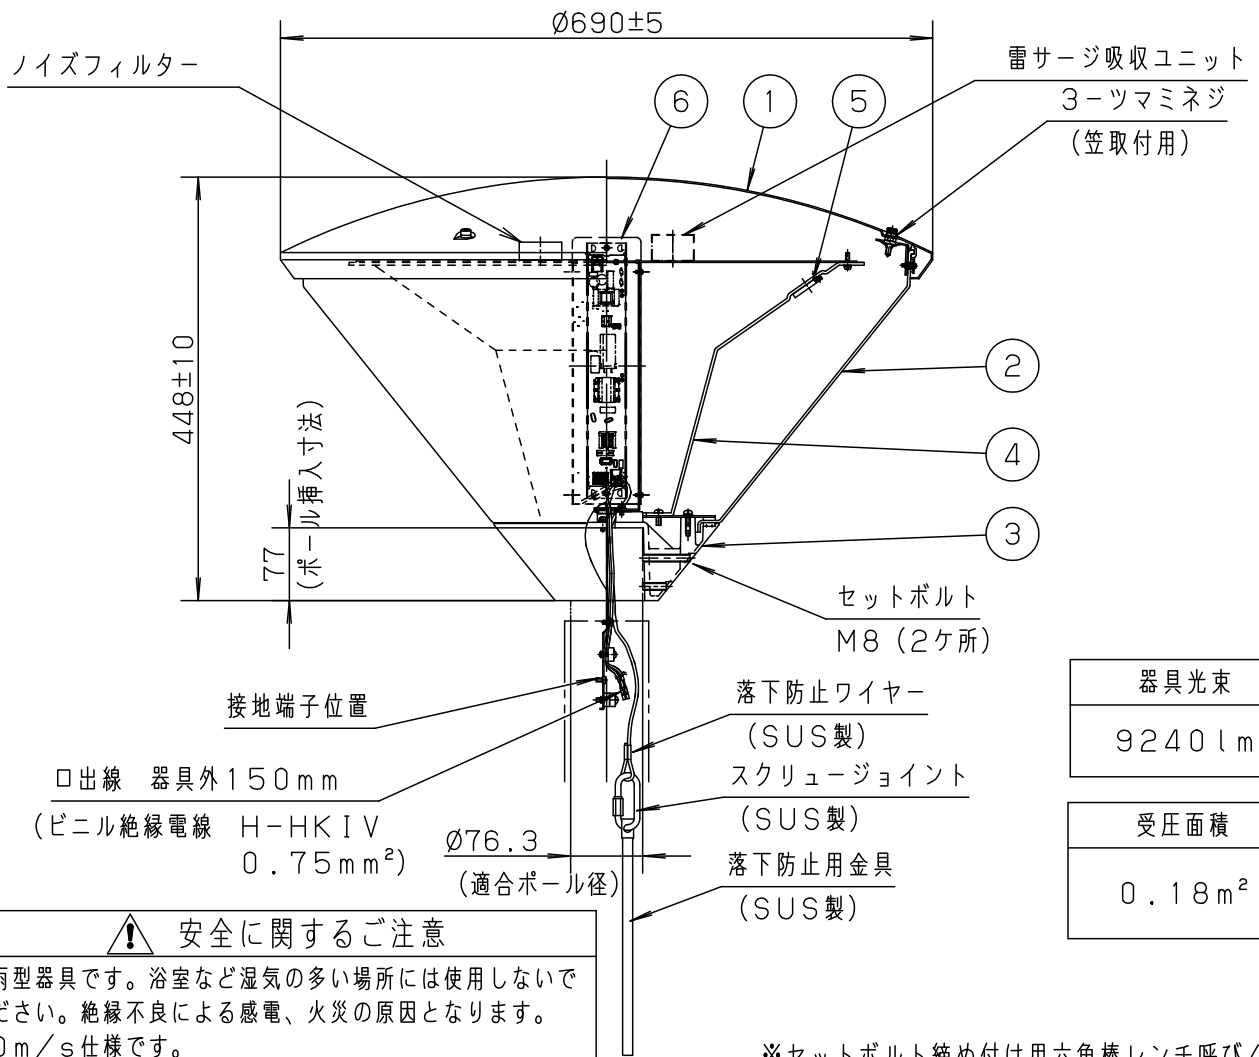 Ø690±5
ノイズフィルター
雷サージ吸収ユニット
3－ツマミネジ
(笠取付用)
6
1
5
448±10
77
(ポール挿入寸法)
2
4
3
セットボルト
M8 (2ケ所)
接地端子位置
落下防止ワイヤー
(SUS製)
口出線 器具外150mm
(ビニル絶縁電線 H-HKIV
0.75mm²)
スクリュージョイント
(SUS製)
Ø76.3
(適合ポール径)
落下防止用金具
(SUS製)
器具光束
9240lm
受圧面積
0.18m²
安全に関するご注意
雨型器具です。浴室など湿気の多い場所には使用しないで
ださい。絶縁不良による感電、火災の原因となります。
0m/s仕様です。
※セットボルト締め付け用六角棒レンチ呼び